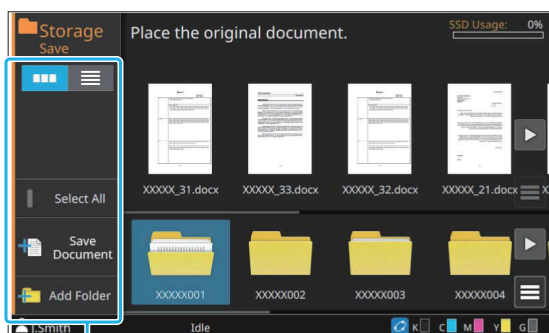 Storage
Save
Place the original document.
SSD Usage: 0%
XXXXX_31.docx XXXXX_33.docx XXXXX_32.docx XXXXX_21.docx X
Select All
Save
Document
Add Folder
XXXXX001 XXXXX002 XXXXX003 XXXXX004
J.Smith Idle K C M Y G